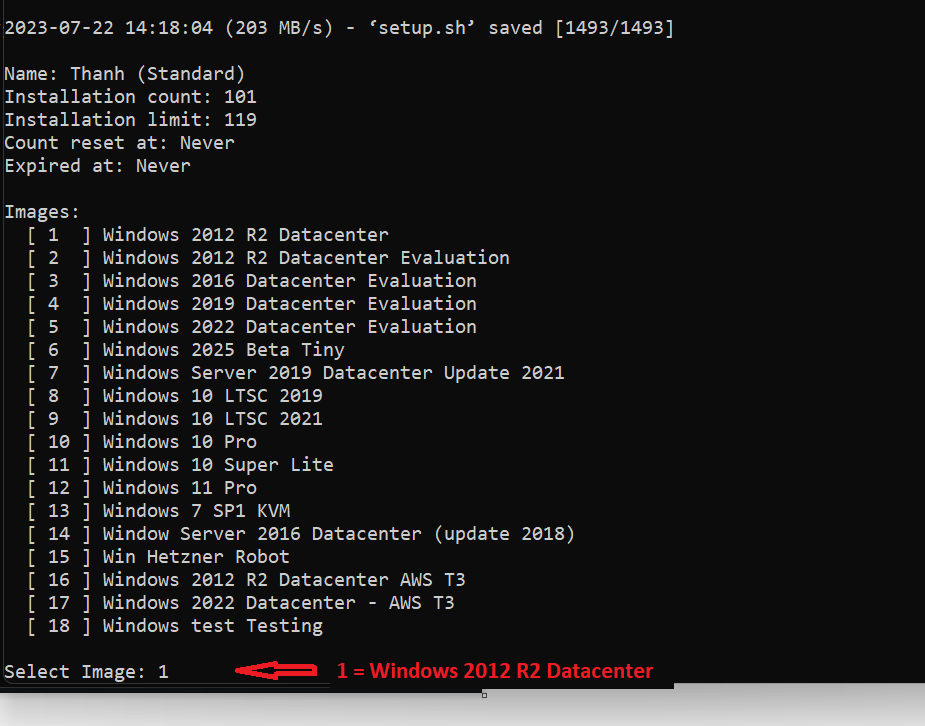 2023-07-22 14:18:04 (203 MB/s) - ‘setup.sh’ saved [1493/1493]
Name: Thanh (Standard)
Installation count: 101
Installation limit: 119
Count reset at: Never
Expired at: Never
Images:
[ 1 ] Windows 2012 R2 Datacenter
[ 2 ] Windows 2012 R2 Datacenter Evaluation
[ 3 ] Windows 2016 Datacenter Evaluation
[ 4 ] Windows 2019 Datacenter Evaluation
[ 5 ] Windows 2022 Datacenter Evaluation
[ 6 ] Windows 2025 Beta Tiny
[ 7 ] Windows Server 2019 Datacenter Update 2021
[ 8 ] Windows 10 LTSC 2019
[ 9 ] Windows 10 LTSC 2021
[ 10 ] Windows 10 Pro
[ 11 ] Windows 10 Super Lite
[ 12 ] Windows 11 Pro
[ 13 ] Windows 7 SP1 KVM
[ 14 ] Window Server 2016 Datacenter (update 2018)
[ 15 ] Win Hetzner Robot
[ 16 ] Windows 2012 R2 Datacenter AWS T3
[ 17 ] Windows 2022 Datacenter - AWS T3
[ 18 ] Windows test Testing
Select Image: 1 1 = Windows 2012 R2 Datacenter